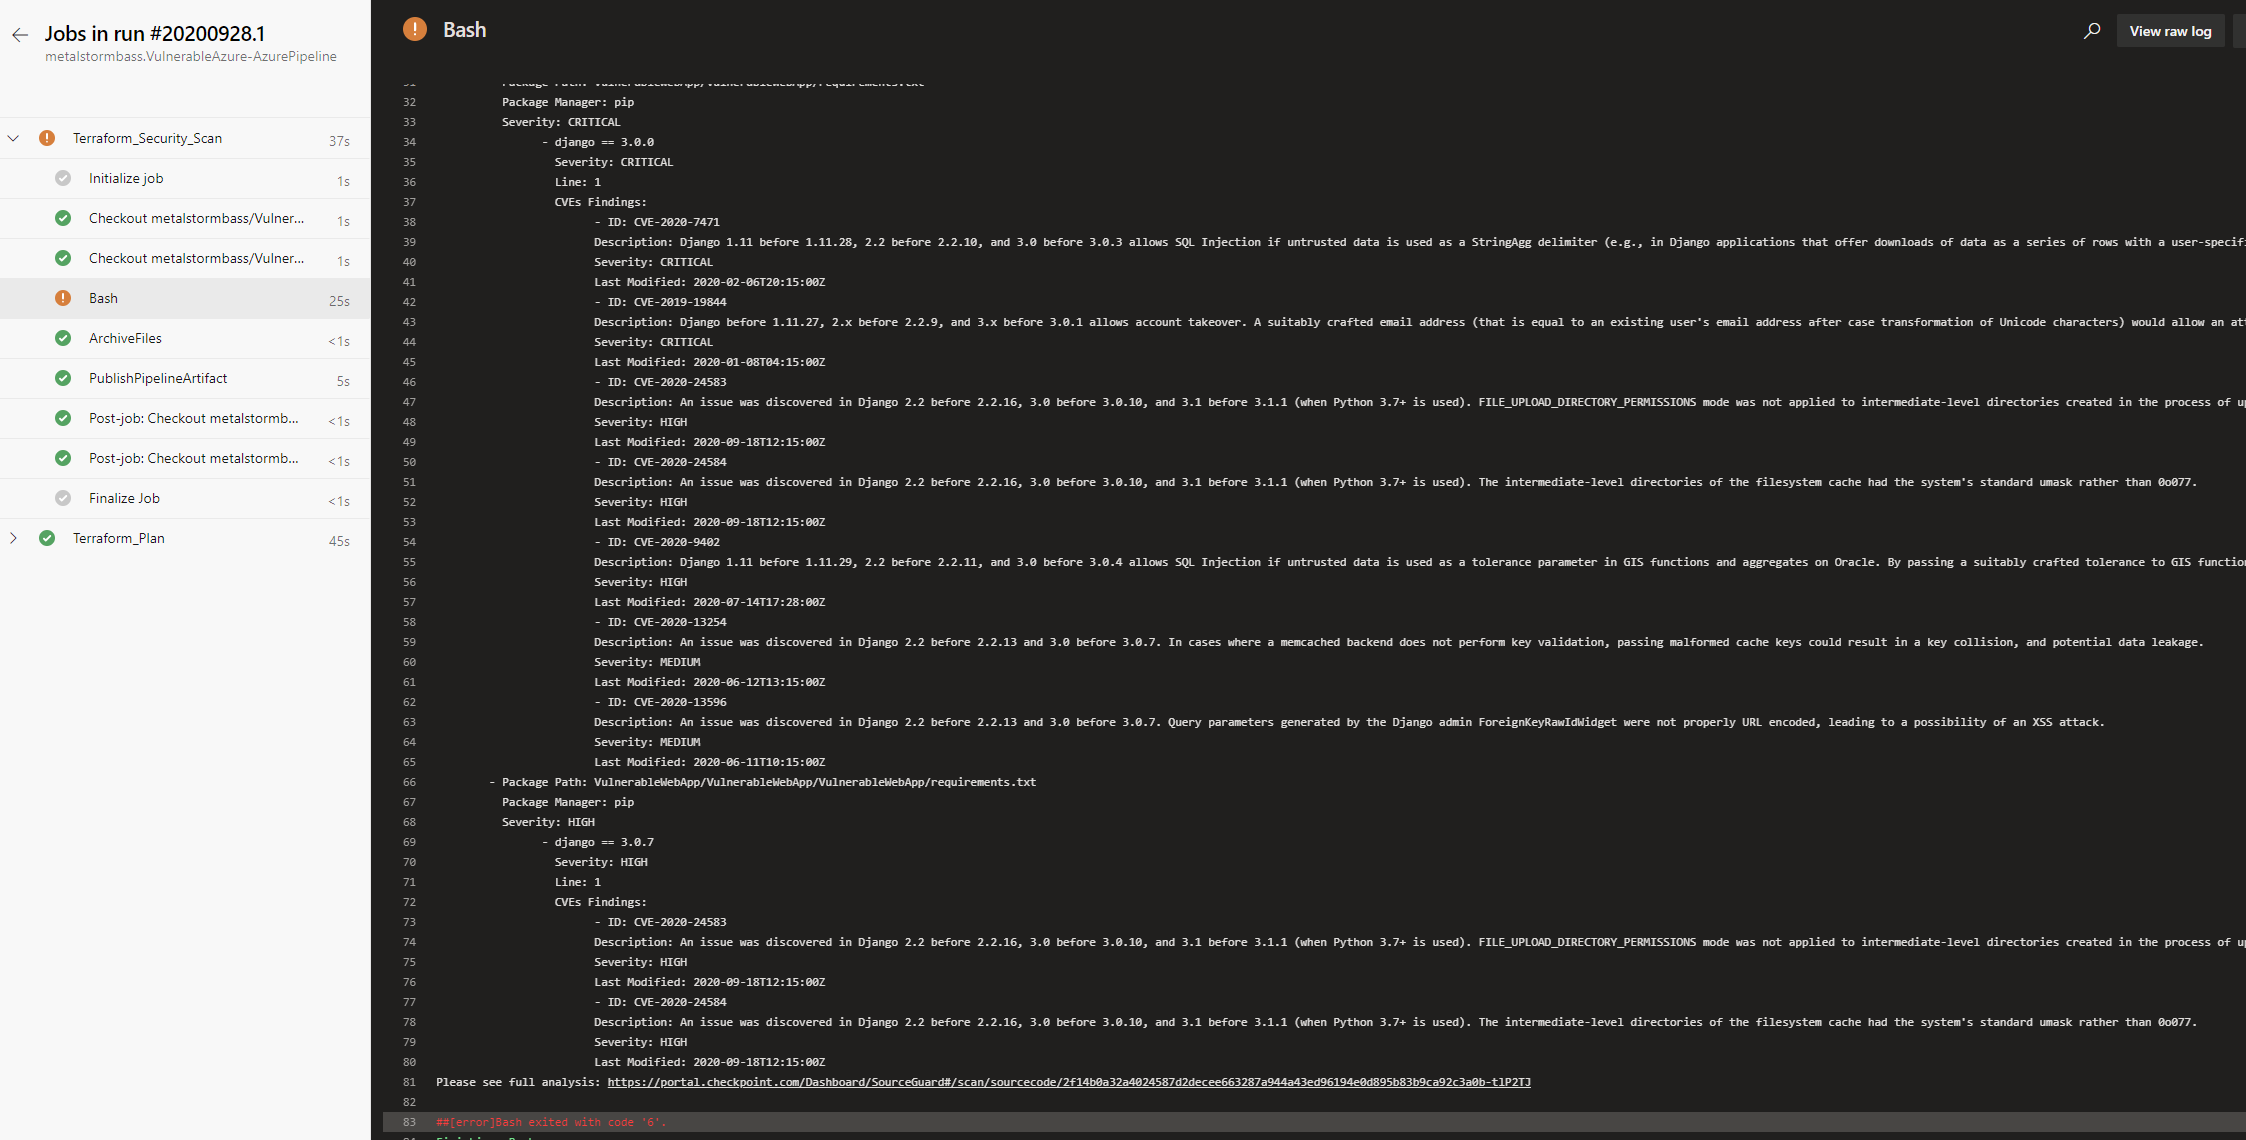 Jobs in run #20200928.1
metalstormbass.VulnerableAzure-AzurePipeline
Terraform_Security_Scan 37s
Initialize job 1s
Checkout metalstormbass/Vulner... 1s
Checkout metalstormbass/Vulner... 1s
Bash 25s
ArchiveFiles <1s
PublishPipelineArtifact 5s
Post-job: Checkout metalstormb... <1s
Post-job: Checkout metalstormb... <1s
Finalize Job <1s
Terraform_Plan 45s
Bash
View raw log
31 Package Path: VulnerableWebApp/VulnerableWebApp/requirements.txt
32 Package Manager: pip
33 Severity: CRITICAL
34 - django == 3.0.0
35 Severity: CRITICAL
36 Line: 1
37 CVEs Findings:
38 - ID: CVE-2020-7471
39 Description: Django 1.11 before 1.11.28, 2.2 before 2.2.10, and 3.0 before 3.0.3 allows SQL Injection if untrusted data is used as a StringAgg delimiter (e.g., in Django applications that offer downloads of data as a series of rows with a user-specifi
40 Severity: CRITICAL
41 Last Modified: 2020-02-06T20:15:00Z
42 - ID: CVE-2019-19844
43 Description: Django before 1.11.27, 2.x before 2.2.9, and 3.x before 3.0.1 allows account takeover. A suitably crafted email address (that is equal to an existing user's email address after case transformation of Unicode characters) would allow an att
44 Severity: CRITICAL
45 Last Modified: 2020-01-08T04:15:00Z
46 - ID: CVE-2020-24583
47 Description: An issue was discovered in Django 2.2 before 2.2.16, 3.0 before 3.0.10, and 3.1 before 3.1.1 (when Python 3.7+ is used). FILE_UPLOAD_DIRECTORY_PERMISSIONS mode was not applied to intermediate-level directories created in the process of up
48 Severity: HIGH
49 Last Modified: 2020-09-18T12:15:00Z
50 - ID: CVE-2020-24584
51 Description: An issue was discovered in Django 2.2 before 2.2.16, 3.0 before 3.0.10, and 3.1 before 3.1.1 (when Python 3.7+ is used). The intermediate-level directories of the filesystem cache had the system's standard umask rather than 0o077.
52 Severity: HIGH
53 Last Modified: 2020-09-18T12:15:00Z
54 - ID: CVE-2020-9402
55 Description: Django 1.11 before 1.11.29, 2.2 before 2.2.11, and 3.0 before 3.0.4 allows SQL Injection if untrusted data is used as a tolerance parameter in GIS functions and aggregates on Oracle. By passing a suitably crafted tolerance to GIS function
56 Severity: HIGH
57 Last Modified: 2020-07-14T17:28:00Z
58 - ID: CVE-2020-13254
59 Description: An issue was discovered in Django 2.2 before 2.2.13 and 3.0 before 3.0.7. In cases where a memcached backend does not perform key validation, passing malformed cache keys could result in a key collision, and potential data leakage.
60 Severity: MEDIUM
61 Last Modified: 2020-06-12T13:15:00Z
62 - ID: CVE-2020-13596
63 Description: An issue was discovered in Django 2.2 before 2.2.13 and 3.0 before 3.0.7. Query parameters generated by the Django admin ForeignKeyRawIdWidget were not properly URL encoded, leading to a possibility of an XSS attack.
64 Severity: MEDIUM
65 Last Modified: 2020-06-11T10:15:00Z
66 - Package Path: VulnerableWebApp/VulnerableWebApp/VulnerableWebApp/requirements.txt
67 Package Manager: pip
68 Severity: HIGH
69 - django == 3.0.7
70 Severity: HIGH
71 Line: 1
72 CVEs Findings:
73 - ID: CVE-2020-24583
74 Description: An issue was discovered in Django 2.2 before 2.2.16, 3.0 before 3.0.10, and 3.1 before 3.1.1 (when Python 3.7+ is used). FILE_UPLOAD_DIRECTORY_PERMISSIONS mode was not applied to intermediate-level directories created in the process of up
75 Severity: HIGH
76 Last Modified: 2020-09-18T12:15:00Z
77 - ID: CVE-2020-24584
78 Description: An issue was discovered in Django 2.2 before 2.2.16, 3.0 before 3.0.10, and 3.1 before 3.1.1 (when Python 3.7+ is used). The intermediate-level directories of the filesystem cache had the system's standard umask rather than 0o077.
79 Severity: HIGH
80 Last Modified: 2020-09-18T12:15:00Z
81 Please see full analysis: https://portal.checkpoint.com/Dashboard/SourceGuard#/scan/sourcecode/2f14b0a32a4024587d2decee663287a944a43ed96194e0d895b83b9ca92c3a0b-tlP2TJ
82
83 ##[error]Bash exited with code '6'.